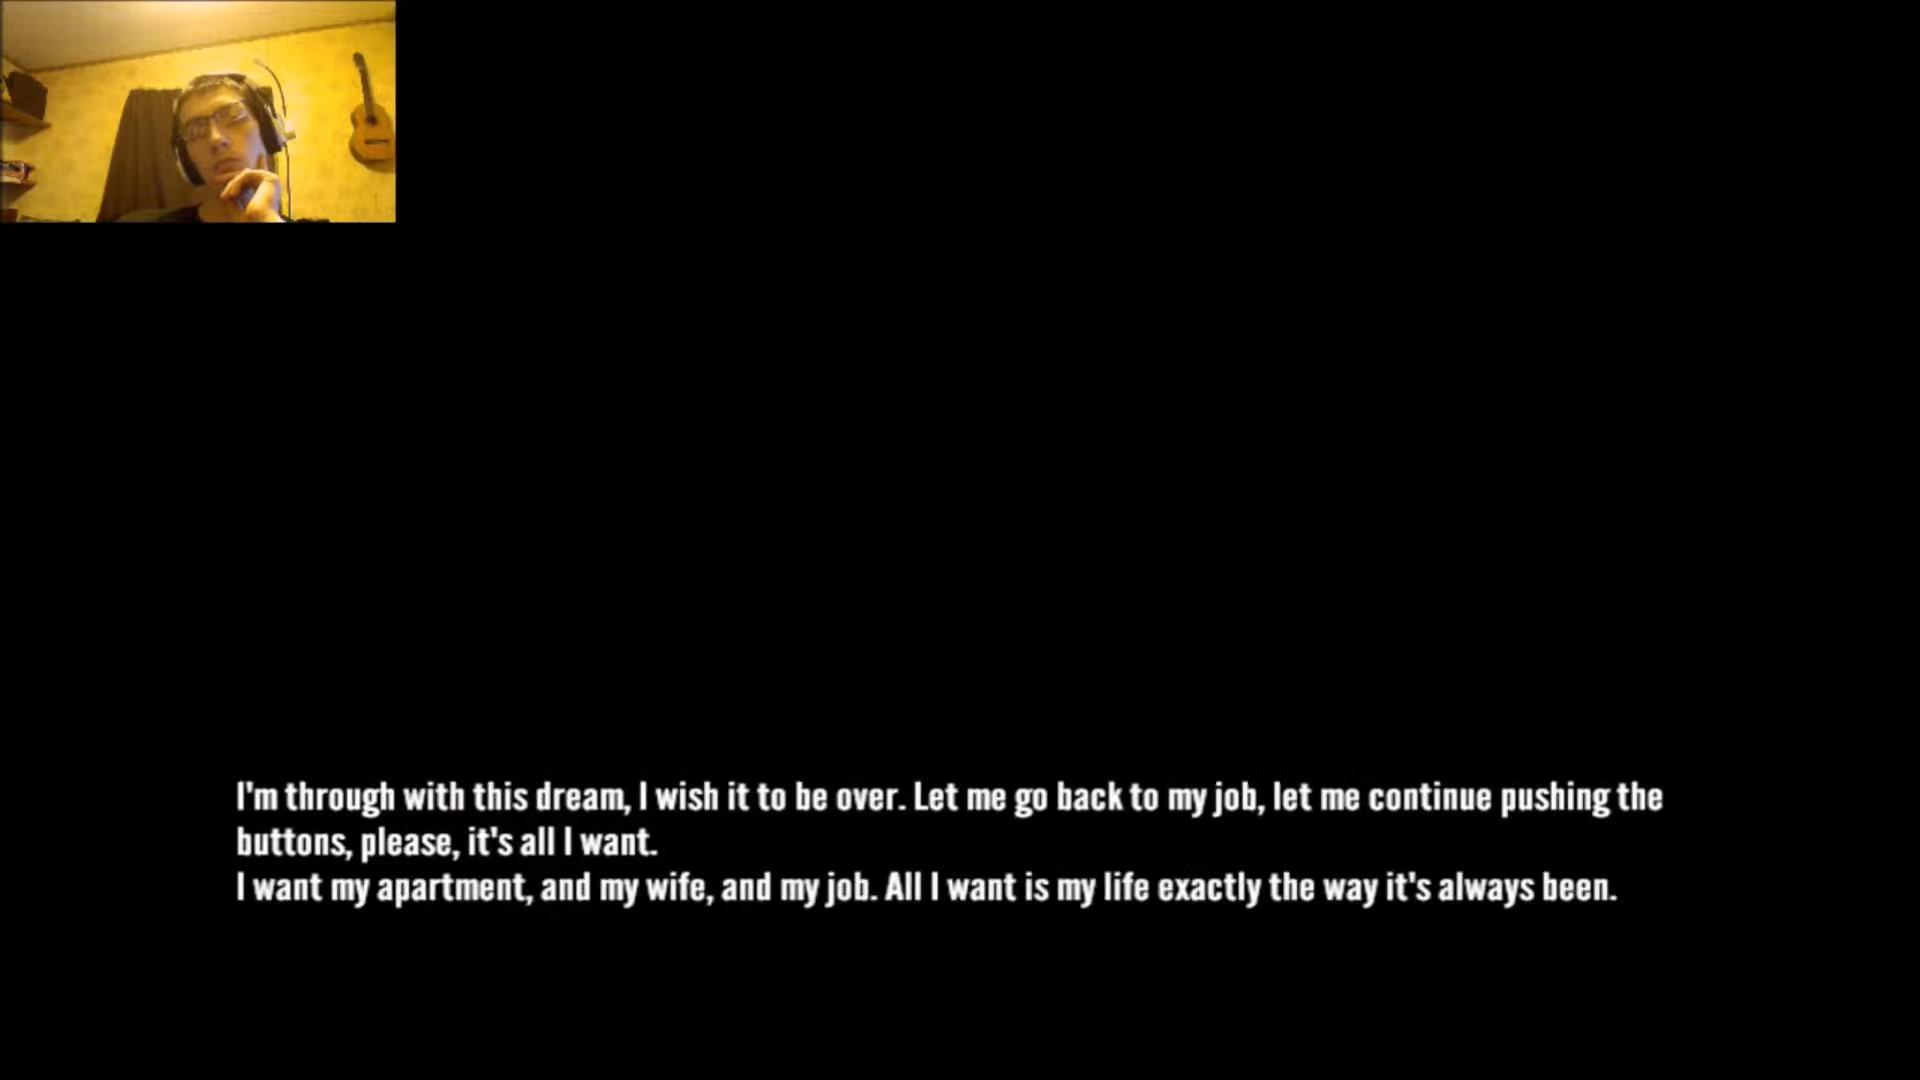 I'm through with this dream, I wish it to be over. Let me go back to my job, let me continue pushing the
buttons, please, it's all I want.
I want my apartment, and my wife, and my job. All I want is my life exactly the way it's always been.